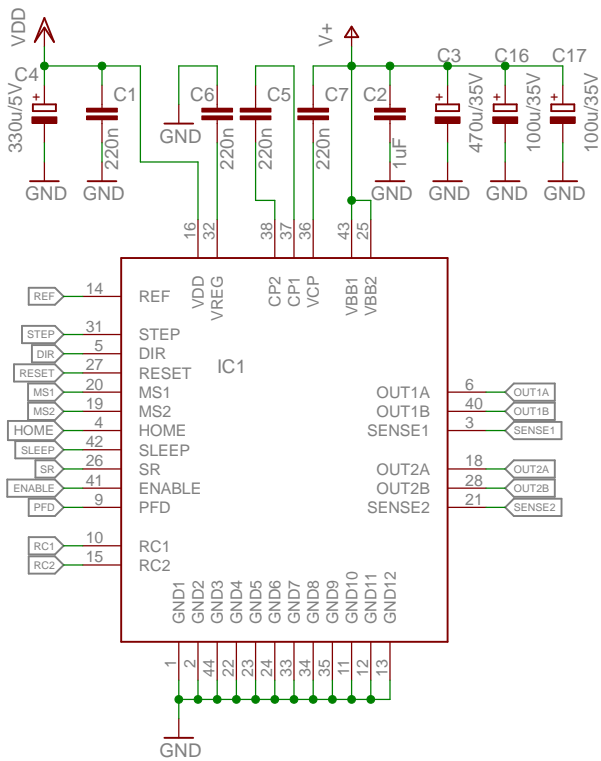 VDD
V+
C4
C1
C6
C5
C7
C2
C3
C16
C17
330u/5V
220n
220n
220n
220n
1uF
470u/35V
100u/35V
100u/35V
GND
GND
GND
GND
GND
GND
GND
16
32
38
37
36
43
25
VDD
VREG
CP2
CP1
VCP
VBB1
VBB2
IC1
REF 14 REF
STEP 31 STEP
DIR 5 DIR
RESET 27 RESET
MS1 20 MS1
MS2 19 MS2
HOME 4 HOME
SLEEP 42 SLEEP
SR 26 SR
ENABLE 41 ENABLE
PFD 9 PFD
RC1 10 RC1
RC2 15 RC2
OUT1A 6 OUT1A
OUT1B 40 OUT1B
SENSE1 3 SENSE1
OUT2A 18 OUT2A
OUT2B 28 OUT2B
SENSE2 21 SENSE2
GND1
GND2
GND3
GND4
GND5
GND6
GND7
GND8
GND9
GND10
GND11
GND12
1
2
44
22
23
24
33
34
35
11
12
13
GND